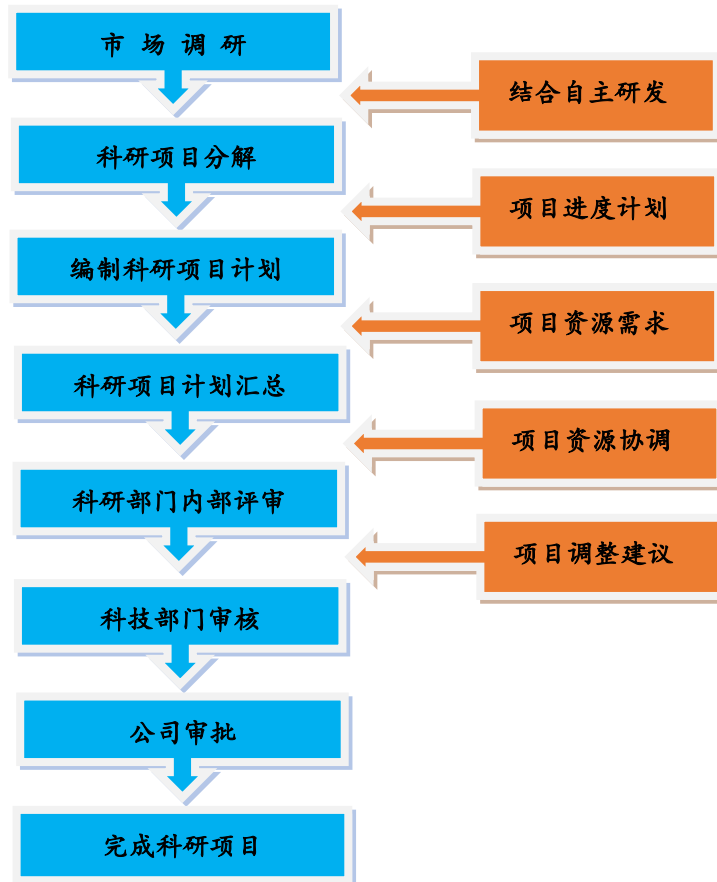 市 场 调 研
结合自主研发
科研项目分解
项目进度计划
编制科研项目计划
项目资源需求
科研项目计划汇总
项目资源协调
科研部门内部评审
项目调整建议
科技部门审核
公司审批
完成科研项目